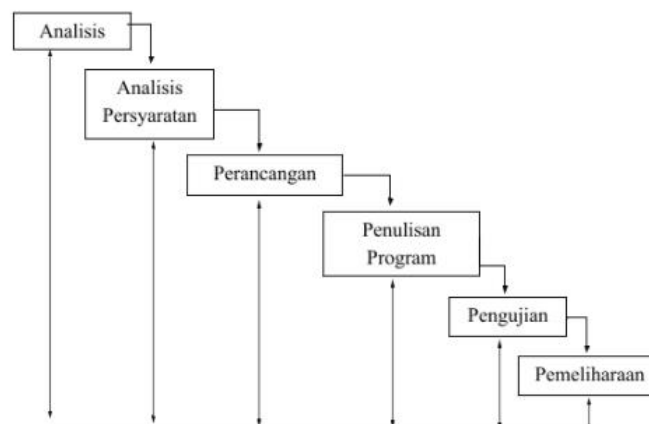 Analisis
Analisis
Persyaratan
Perancangan
Penulisan
Program
Pengujian
Pemeliharaan